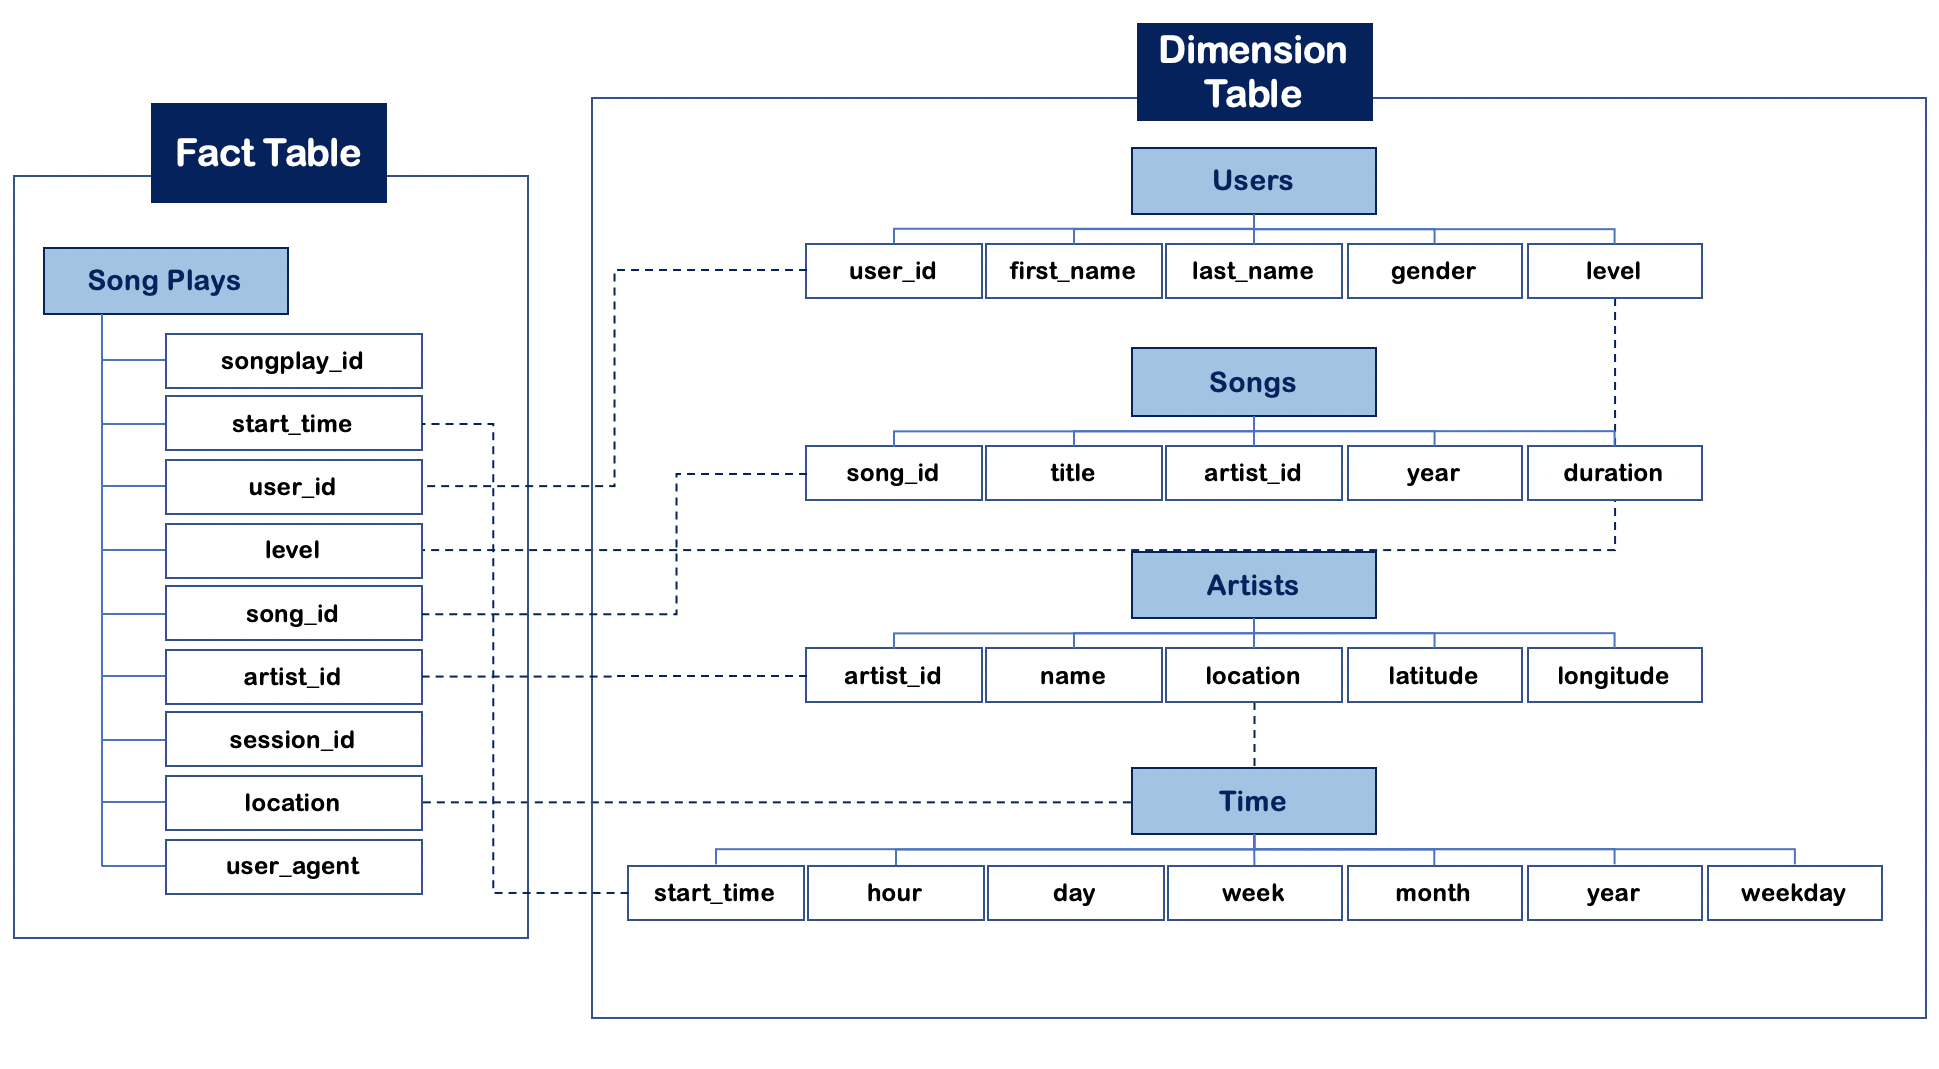 Dimension
Table
Fact Table
Users
user_id first_name last_name gender level
Song Plays
songplay_id
start_time
user_id
level
song_id
artist_id
session_id
location
user_agent
Songs
song_id title artist_id year duration
Artists
artist_id name location latitude longitude
Time
start_time hour day week month year weekday